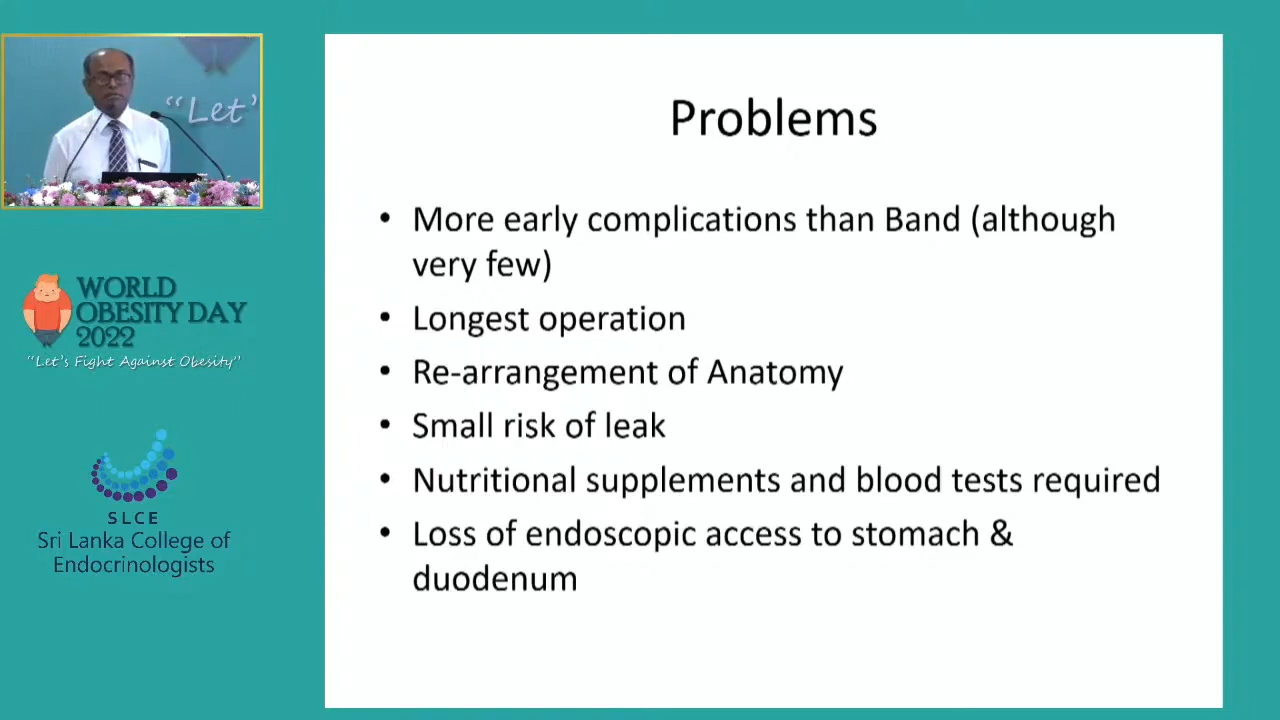 "Let'
WORLD
OBESITY DAY
2022
"Let's Fight Against Obesity"
SLCE
Sri Lanka College of
Endocrinologists
Problems
• More early complications than Band (although
very few)
• Longest operation
• Re-arrangement of Anatomy
• Small risk of leak
• Nutritional supplements and blood tests required
• Loss of endoscopic access to stomach &
duodenum